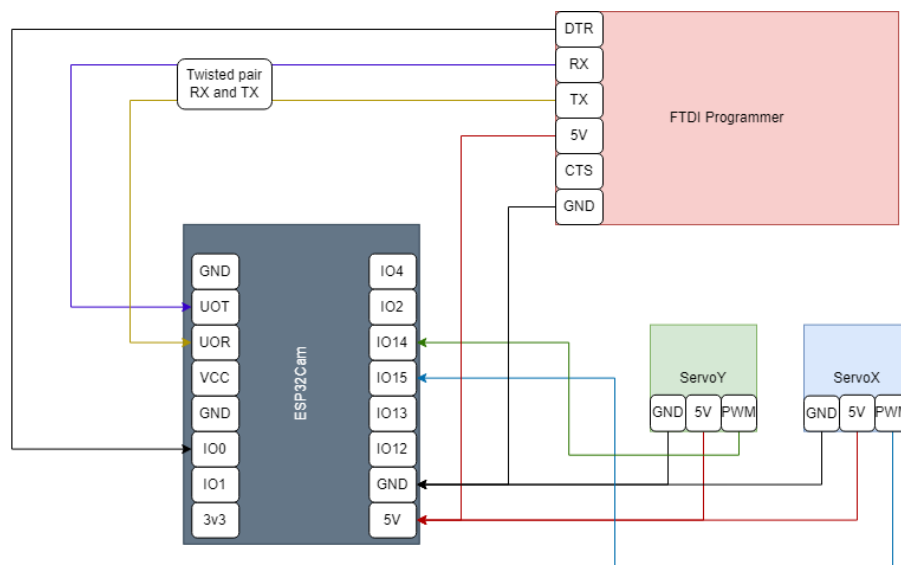 DTR
RX
TX
5V
CTS
GND
FTDI Programmer
Twisted pair
RX and TX
GND
UOT
UOR
VCC
GND
IO0
IO1
3v3
ESP32Cam
IO4
IO2
IO14
IO15
IO13
IO12
GND
5V
ServoY
GND
5V
PWM
ServoX
GND
5V
PWM